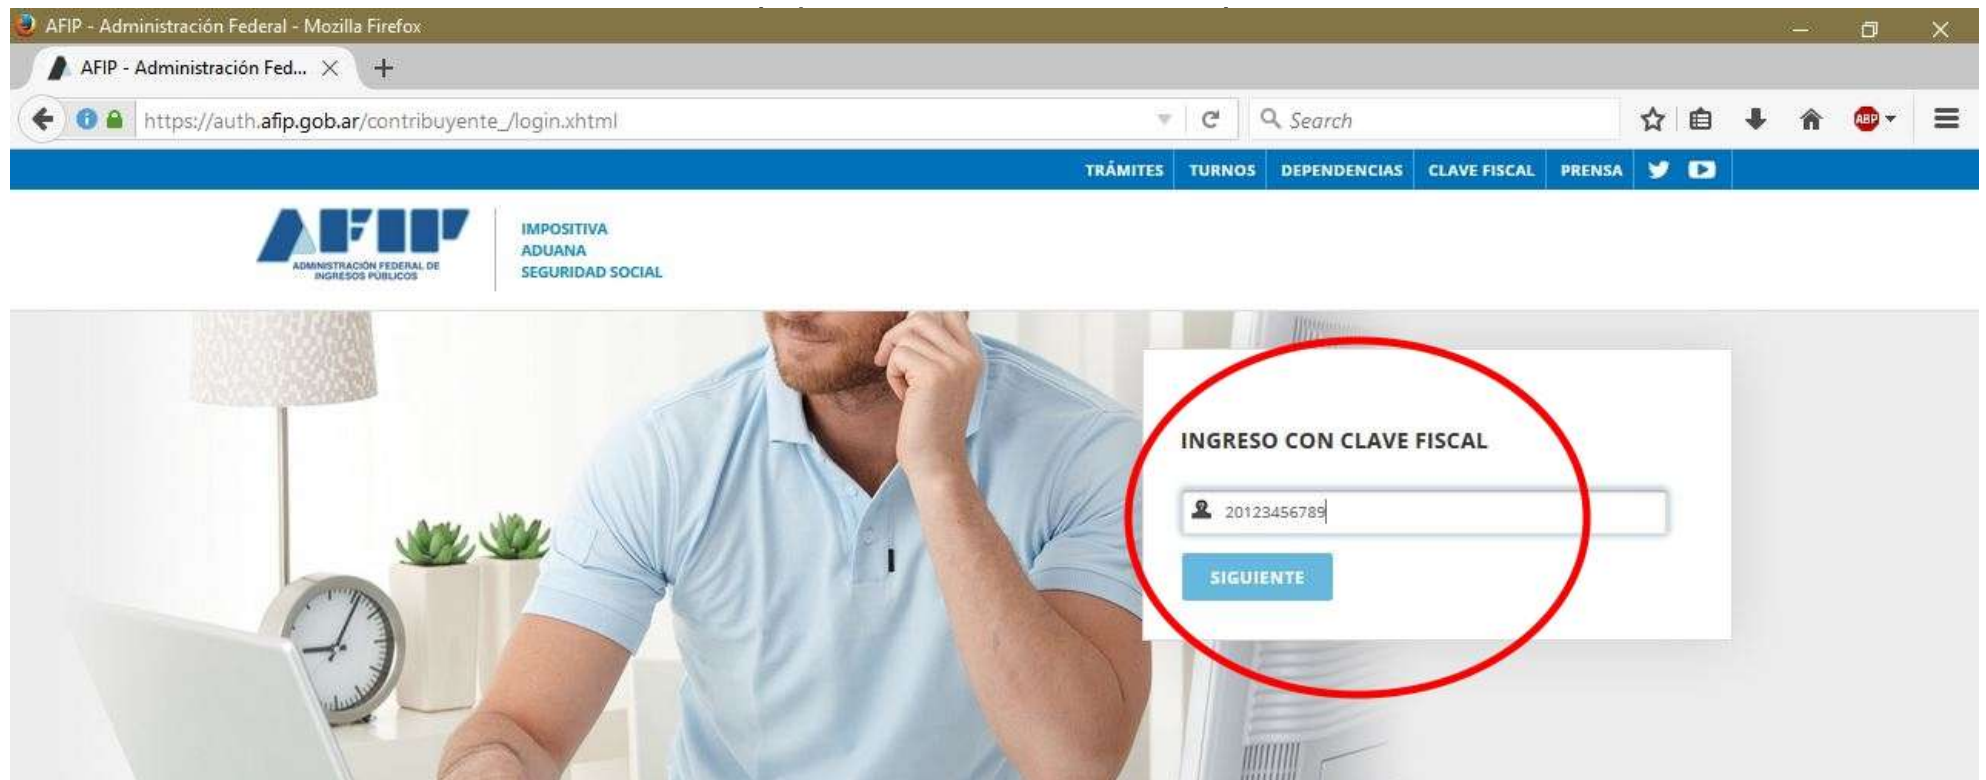 AFIP - Administración Federal - Mozilla Firefox
AFIP - Administración Fed...
https://auth.afip.gob.ar/contribuyente_/login.xhtml
Search
ABP
TRÁMITES TURNOS DEPENDENCIAS CLAVE FISCAL PRENSA
AFIP
ADMINISTRACIÓN FEDERAL DE
INGRESOS PÚBLICOS
IMPOSITIVA
ADUANA
SEGURIDAD SOCIAL
INGRESO CON CLAVE FISCAL
20123456789
SIGUIENTE